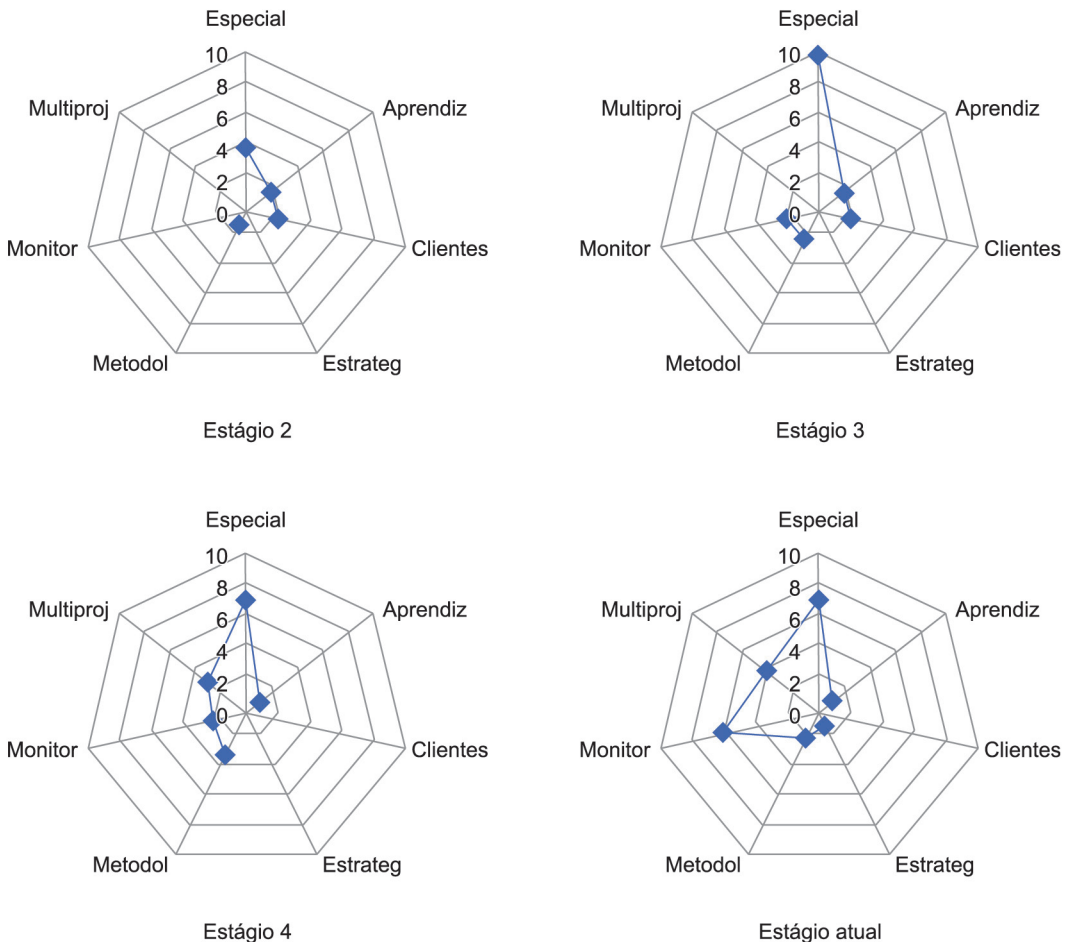 Especial
10
8
6
4
2
0
Aprendiz
Clientes
Estrateg
Metodol
Monitor
Multiproj
Estágio 2
Especial
10
8
6
4
2
0
Aprendiz
Clientes
Estrateg
Metodol
Monitor
Multiproj
Estágio 3
Especial
10
8
6
4
2
0
Aprendiz
Clientes
Estrateg
Metodol
Monitor
Multiproj
Estágio 4
Especial
10
8
6
4
2
0
Aprendiz
Clientes
Estrateg
Metodol
Monitor
Multiproj
Estágio atual